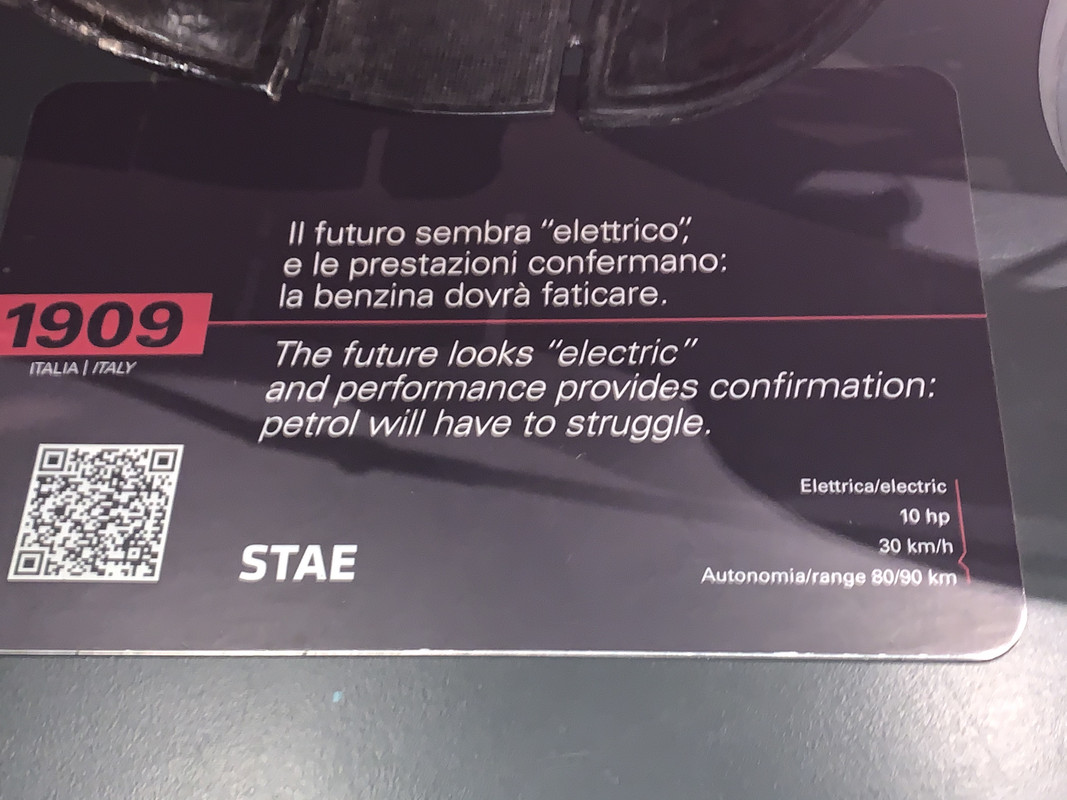 Il futuro sembra "elettrico",
e le prestazioni confermano:
la benzina dovrà faticare.
1909
ITALIA | ITALY
The future looks "electric"
and performance provides confirmation:
petrol will have to struggle.
STAE
Elettrica/electric
10 hp
30 km/h
Autonomia/range 80/90 km